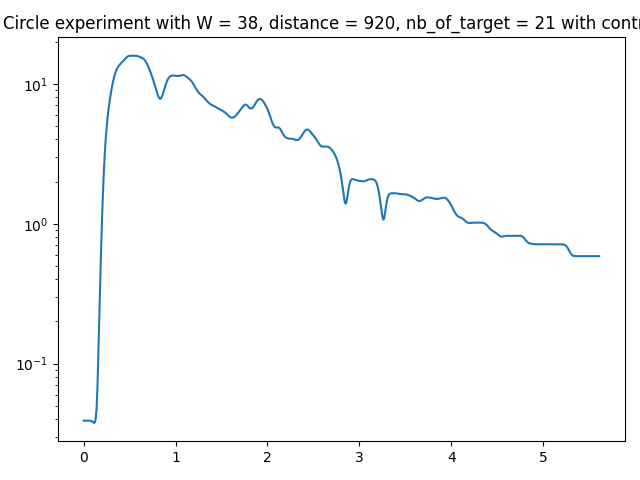 Circle experiment with W = 38, distance = 920, nb_of_target = 21 with contr
10¹
10⁰
10⁻¹
0 1 2 3 4 5